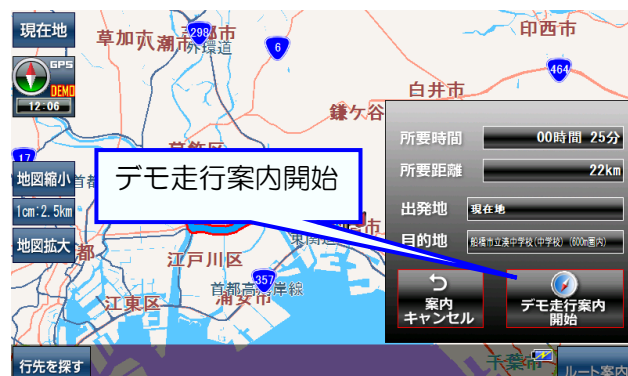 現在地
GPS
DEMO
12:06
草加市
八潮市
外環道
298
6
印西市
464
白井市
鎌ケ谷
葛飾区
17
地図縮小
1cm:2.5km
地図拡大
デモ走行案内開始
江戸川区
357
首都高
岸線
江東区
浦安市
所要時間
00時間 25分
所要距離
22km
出発地
現在地
目的地
船橋市立湊中学校(中学校) (600m圏内)
案内
キャンセル
デモ走行案内
開始
千葉市
行先を探す
ルート案内